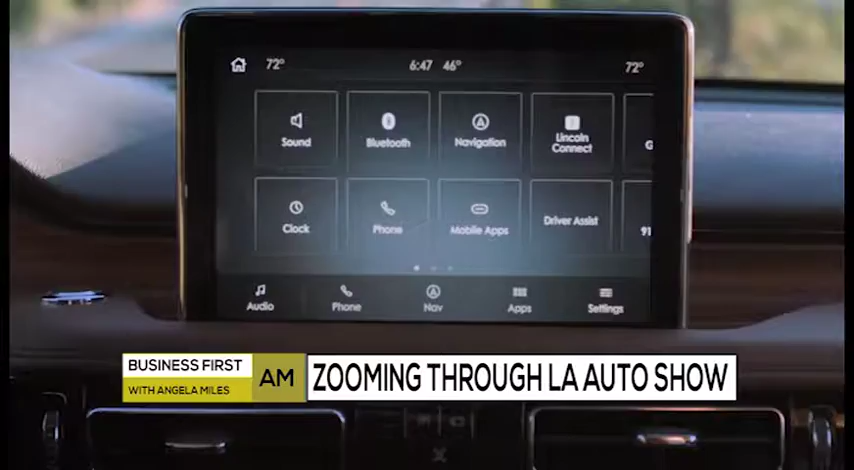 72° 6:47 46° 72°
Sound
Bluetooth
Navigation
Lincoln
Connect
G
Clock
Phone
Mobile Apps
Driver Assist
91
Audio
Phone
Nav
Apps
Settings
BUSINESS FIRST
WITH ANGELA MILES
AM
ZOOMING THROUGH LA AUTO SHOW